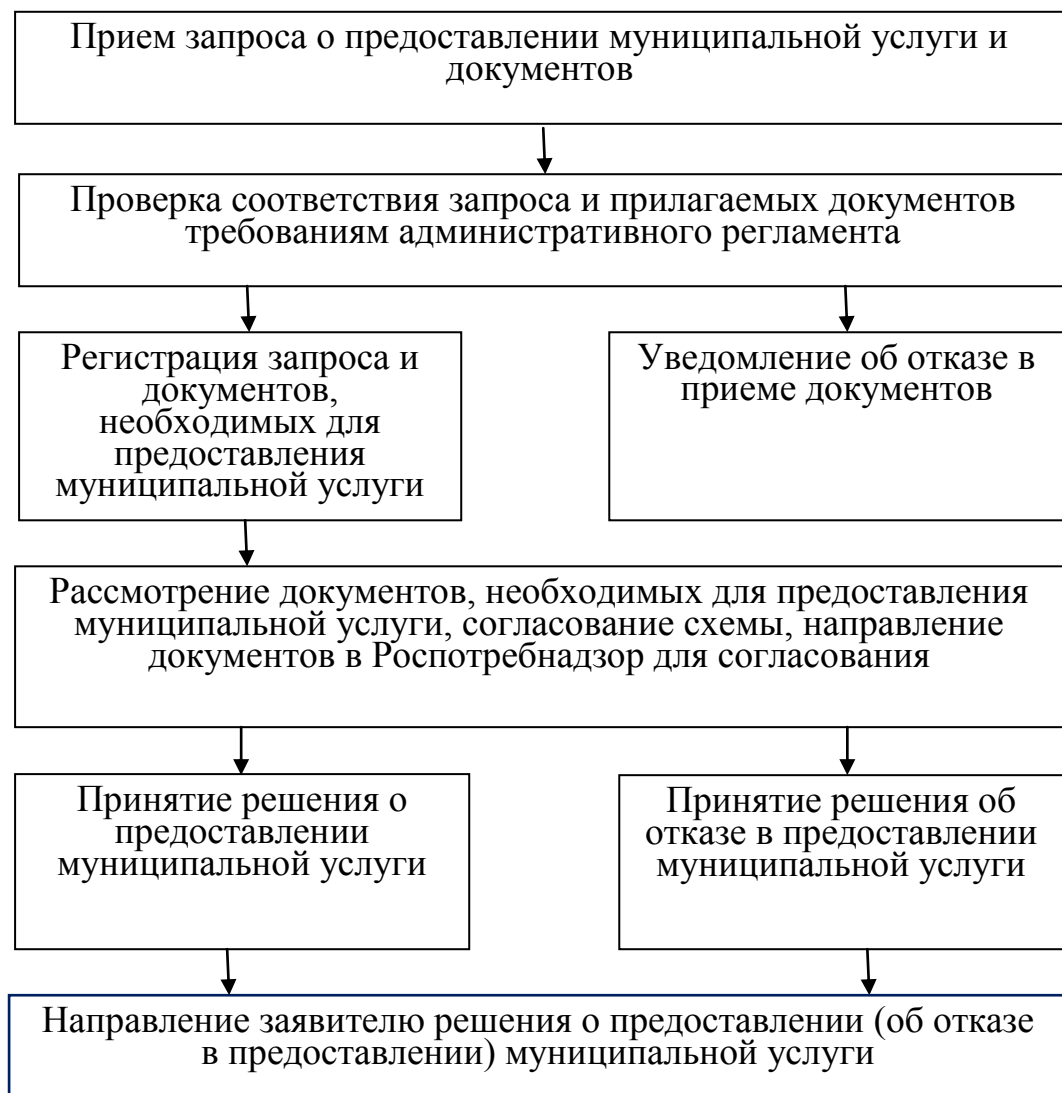 Прием запроса о предоставлении муниципальной услуги и
документов
Проверка соответствия запроса и прилагаемых документов
требованиям административного регламента
Регистрация запроса и
документов,
необходимых для
предоставления
муниципальной услуги
Уведомление об отказе в
приеме документов
Рассмотрение документов, необходимых для предоставления
муниципальной услуги, согласование схемы, направление
документов в Роспотребнадзор для согласования
Принятие решения о
предоставлении
муниципальной услуги
Принятие решения об
отказе в предоставлении
муниципальной услуги
Направление заявителю решения о предоставлении (об отказе
в предоставлении) муниципальной услуги